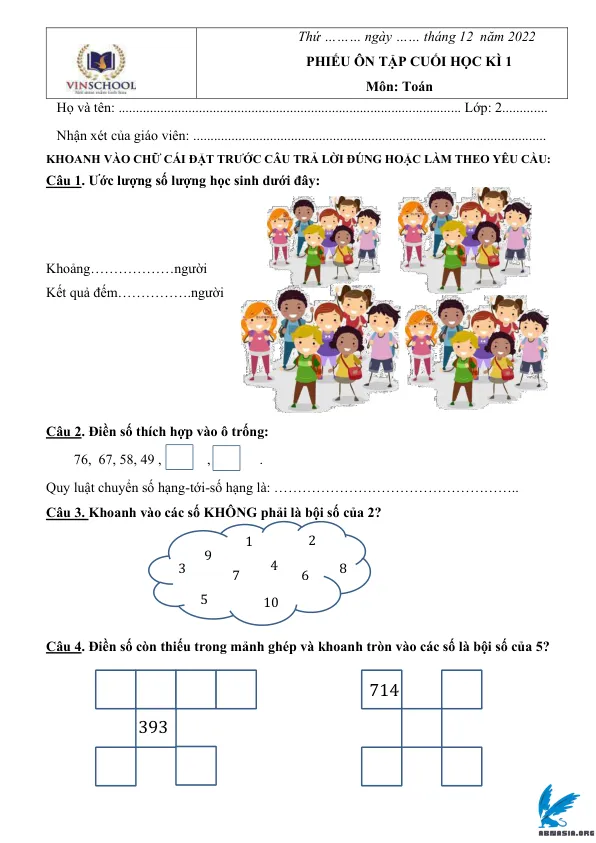 Thứ ……… ngày …… tháng 12 năm 2022
PHIẾU ÔN TẬP CUỐI HỌC KÌ 1
Môn: Toán
VINSCHOOL
Họ và tên: .................................................................................................. Lớp: 2.............
Nhận xét của giáo viên: .....................................................................................................
KHOANH VÀO CHỮ CÁI ĐẶT TRƯỚC CÂU TRẢ LỜI ĐÚNG HOẶC LÀM THEO YÊU CẦU:
Câu 1. Ước lượng số lượng học sinh dưới đây:
Khoảng………………người
Kết quả đếm…………….người
Câu 2. Điền số thích hợp vào ô trống:
76, 67, 58, 49 , , .
Quy luật chuyển số hạng-tới-số hạng là: ……………………………………………..
Câu 3. Khoanh vào các số KHÔNG phải là bội số của 2?
1 2
9
3 7 4 6 8
5 10
Câu 4. Điền số còn thiếu trong mảnh ghép và khoanh tròn vào các số là bội số của 5?
714
393
ABMASIA.ORG